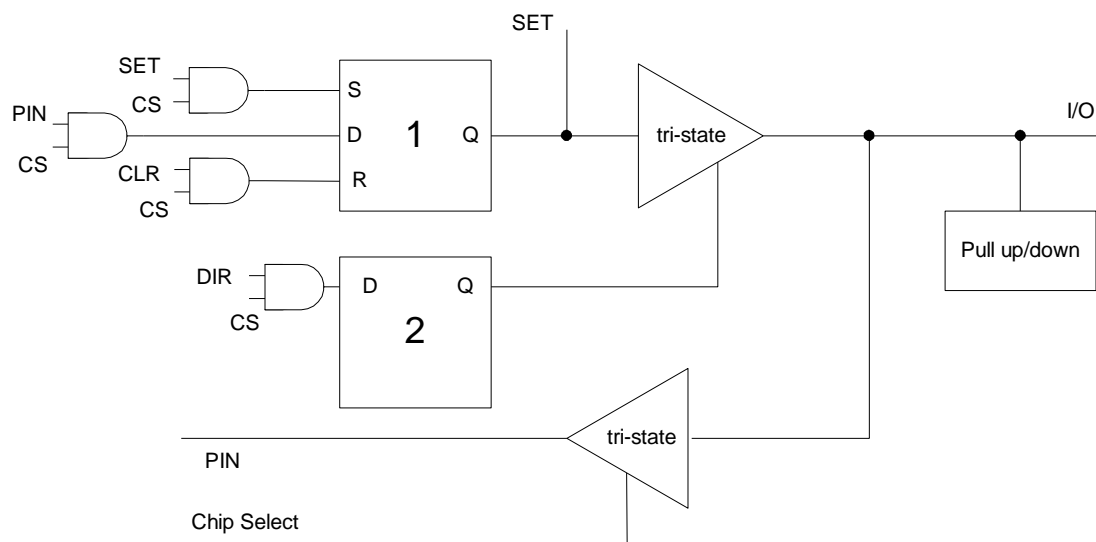 SET
SET
CS
S
PIN
D
1
Q
tri-state
I/O
CS
CLR
R
CS
Pull up/down
DIR
D
Q
CS
2
tri-state
PIN
Chip Select